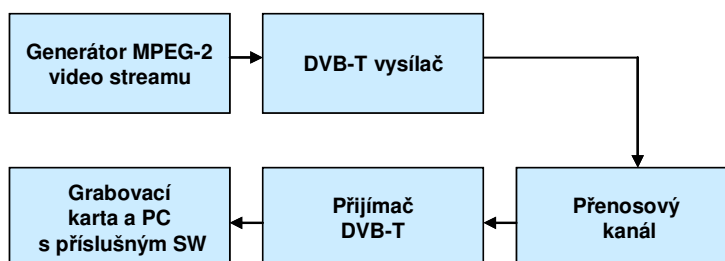 Generátor MPEG-2
video streamu
DVB-T vysílač
Grabovací
karta a PC
s příslušným SW
Přijímač
DVB-T
Přenosový
kanál